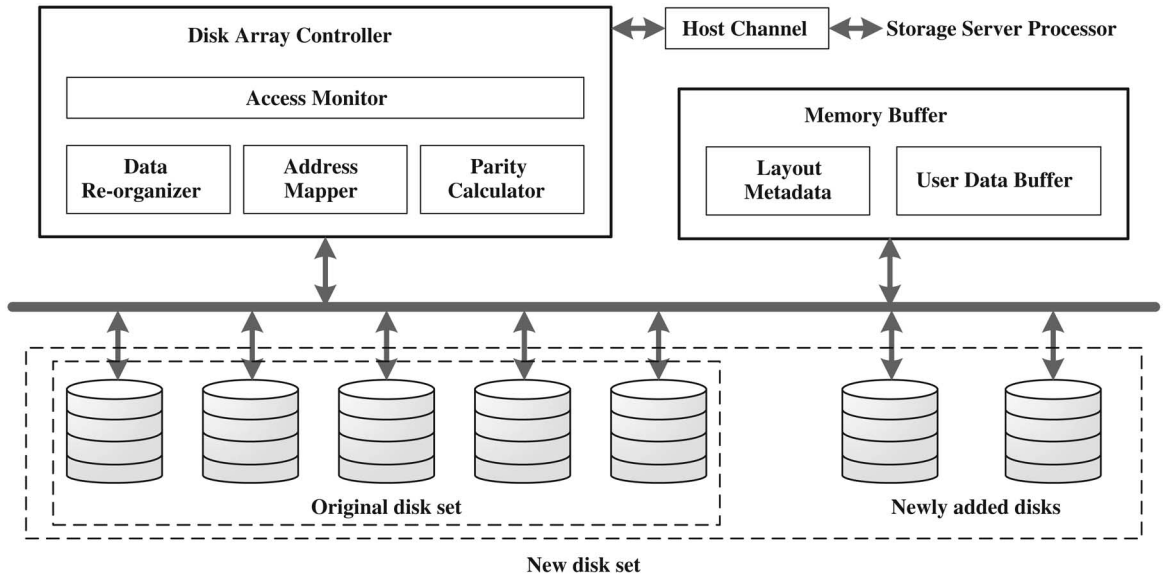 Disk Array Controller
Host Channel
Storage Server Processor
Access Monitor
Data
Re-organizer
Address
Mapper
Parity
Calculator
Memory Buffer
Layout
Metadata
User Data Buffer
Original disk set
Newly added disks
New disk set